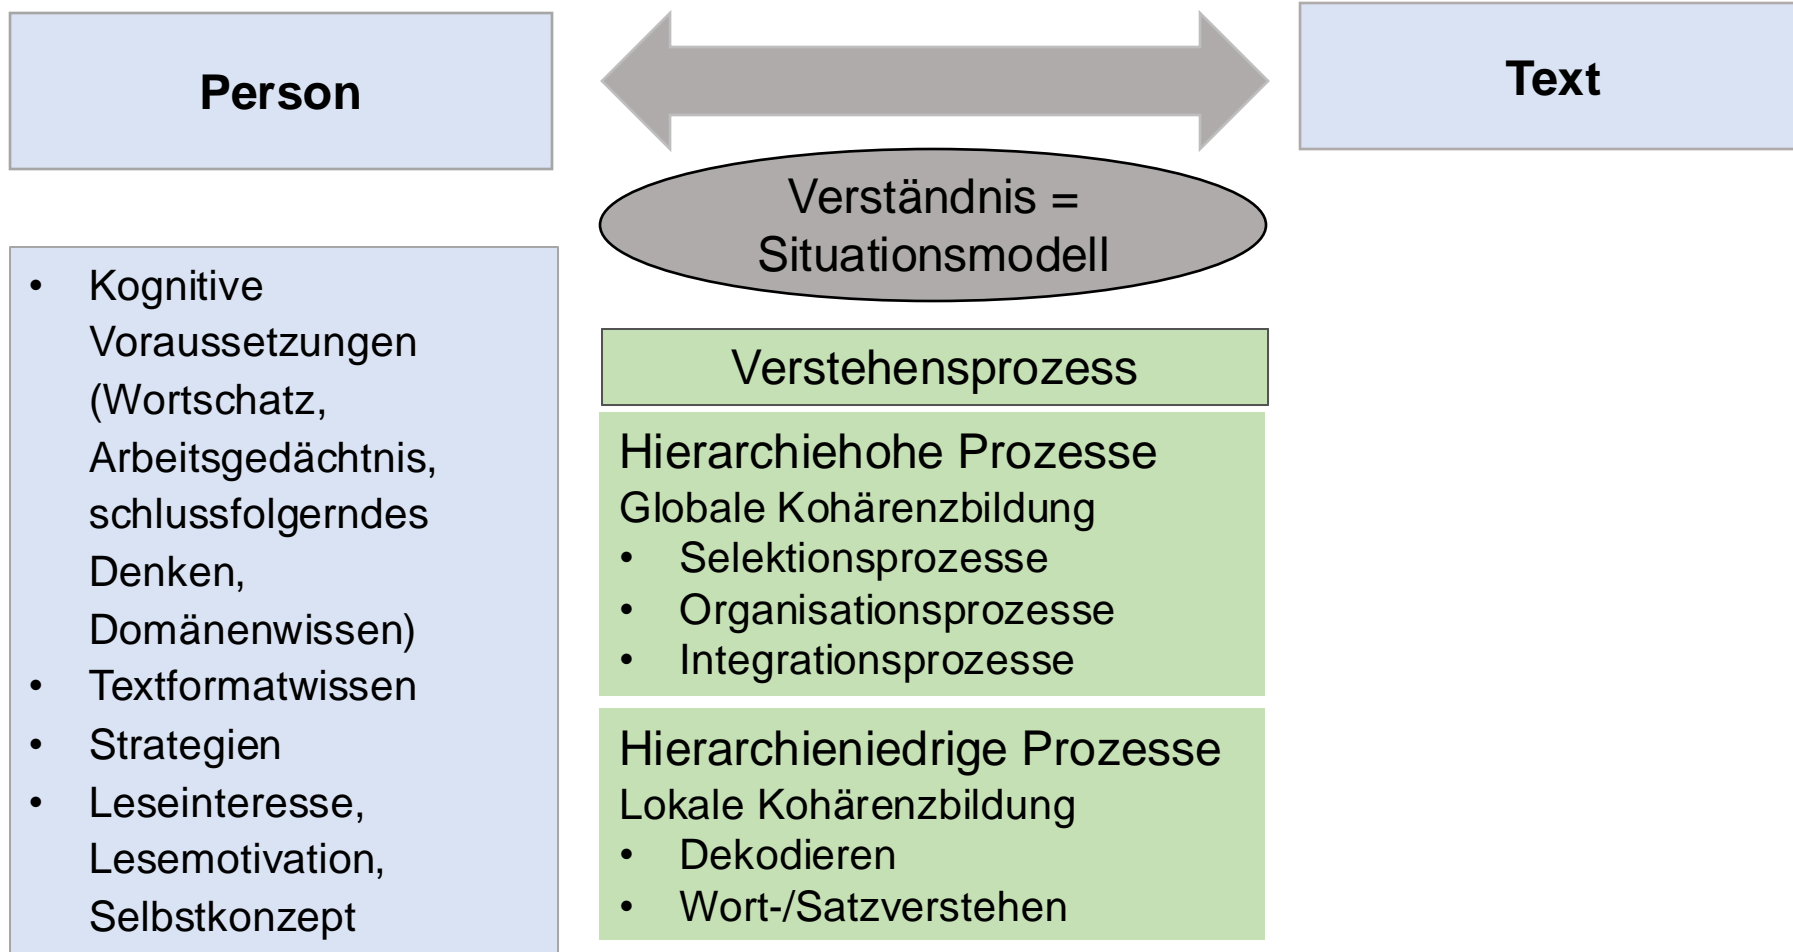 Person
Text
Verständnis =
Situationsmodell
• Kognitive
Voraussetzungen
(Wortschatz,
Arbeitsgedächtnis,
schlussfolgerndes
Denken,
Domänenwissen)
• Textformatwissen
• Strategien
• Leseinteresse,
Lesemotivation,
Selbstkonzept
Verstehensprozess
Hierarchiehohe Prozesse
Globale Kohärenzbildung
• Selektionsprozesse
• Organisationsprozesse
• Integrationsprozesse
Hierarchieniedrige Prozesse
Lokale Kohärenzbildung
• Dekodieren
• Wort-/Satzverstehen